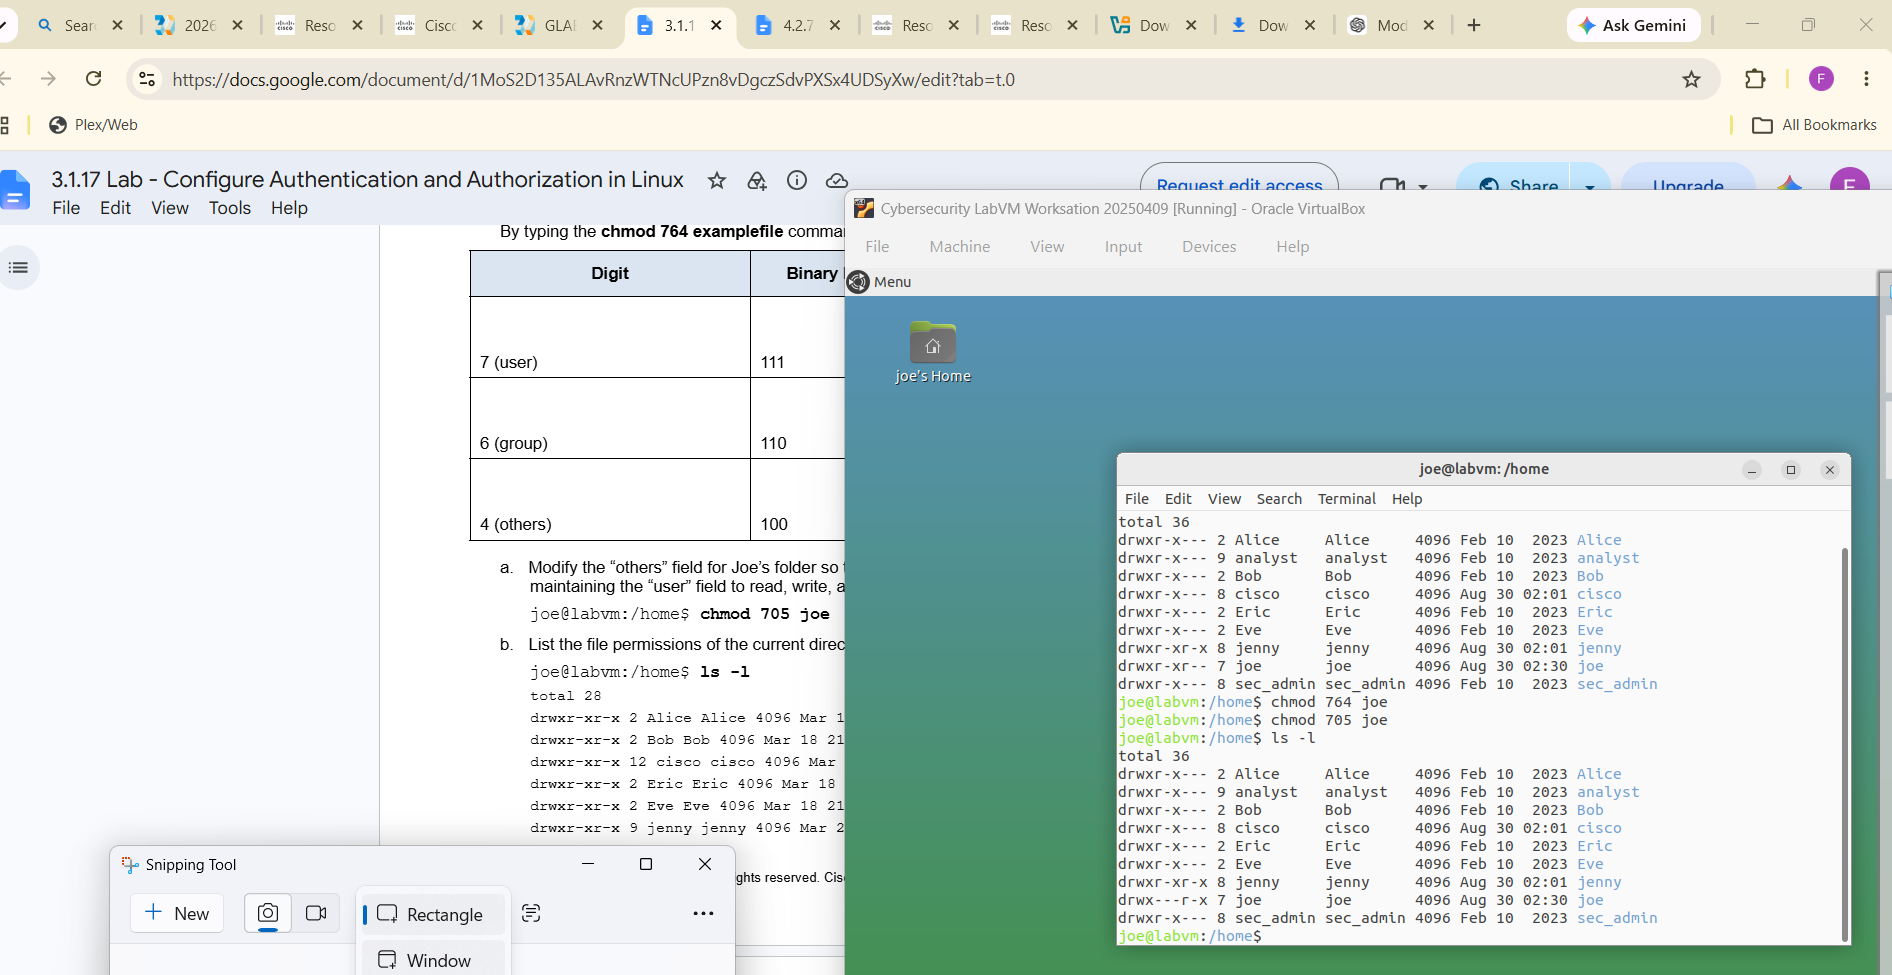 Sear
2026
Reso
Cisco
GLA
3.1.1
4.2.7
Reso
Reso
Dow
Dow
Mod
Ask Gemini
https://docs.google.com/document/d/1MoS2D135ALAvRnzWTNcUPzn8vDgczSdvPXSx4UDSyXw/edit?tab=t.0
F
Plex/Web
All Bookmarks
3.1.17 Lab - Configure Authentication and Authorization in Linux
File Edit View Tools Help
Request edit access
Share
Upgrade
By typing the chmod 764 examplefile comma
Digit Binary
7 (user) 111
6 (group) 110
4 (others) 100
a. Modify the “others” field for Joe’s folder so
maintaining the “user” field to read, write, a
joe@labvm:/home$ chmod 705 joe
b. List the file permissions of the current direc
joe@labvm:/home$ ls -l
total 28
drwxr-xr-x 2 Alice Alice 4096 Mar 1
drwxr-xr-x 2 Bob Bob 4096 Mar 18 21
drwxr-xr-x 12 cisco cisco 4096 Mar
drwxr-xr-x 2 Eric Eric 4096 Mar 18
drwxr-xr-x 2 Eve Eve 4096 Mar 18 21
drwxr-xr-x 9 jenny jenny 4096 Mar 2
ghts reserved. Cis
Snipping Tool
New
Rectangle
Window
Cybersecurity LabVM Worksation 20250409 [Running] - Oracle VirtualBox
File Machine View Input Devices Help
Menu
joe's Home
joe@labvm: /home
File Edit View Search Terminal Help
total 36
drwxr-x--- 2 Alice Alice 4096 Feb 10 2023 Alice
drwxr-x--- 9 analyst analyst 4096 Feb 10 2023 analyst
drwxr-x--- 2 Bob Bob 4096 Feb 10 2023 Bob
drwxr-x--- 8 cisco cisco 4096 Aug 30 02:01 cisco
drwxr-x--- 2 Eric Eric 4096 Feb 10 2023 Eric
drwxr-x--- 2 Eve Eve 4096 Feb 10 2023 Eve
drwxr-xr-x 8 jenny jenny 4096 Aug 30 02:01 jenny
drwxr-xr-- 7 joe joe 4096 Aug 30 02:30 joe
drwxr-x--- 8 sec_admin sec_admin 4096 Feb 10 2023 sec_admin
joe@labvm:/home$ chmod 764 joe
joe@labvm:/home$ chmod 705 joe
joe@labvm:/home$ ls -l
total 36
drwxr-x--- 2 Alice Alice 4096 Feb 10 2023 Alice
drwxr-x--- 9 analyst analyst 4096 Feb 10 2023 analyst
drwxr-x--- 2 Bob Bob 4096 Feb 10 2023 Bob
drwxr-x--- 8 cisco cisco 4096 Aug 30 02:01 cisco
drwxr-x--- 2 Eric Eric 4096 Feb 10 2023 Eric
drwxr-x--- 2 Eve Eve 4096 Feb 10 2023 Eve
drwxr-xr-x 8 jenny jenny 4096 Aug 30 02:01 jenny
drwx---r-x 7 joe joe 4096 Aug 30 02:30 joe
drwxr-x--- 8 sec_admin sec_admin 4096 Feb 10 2023 sec_admin
joe@labvm:/home$